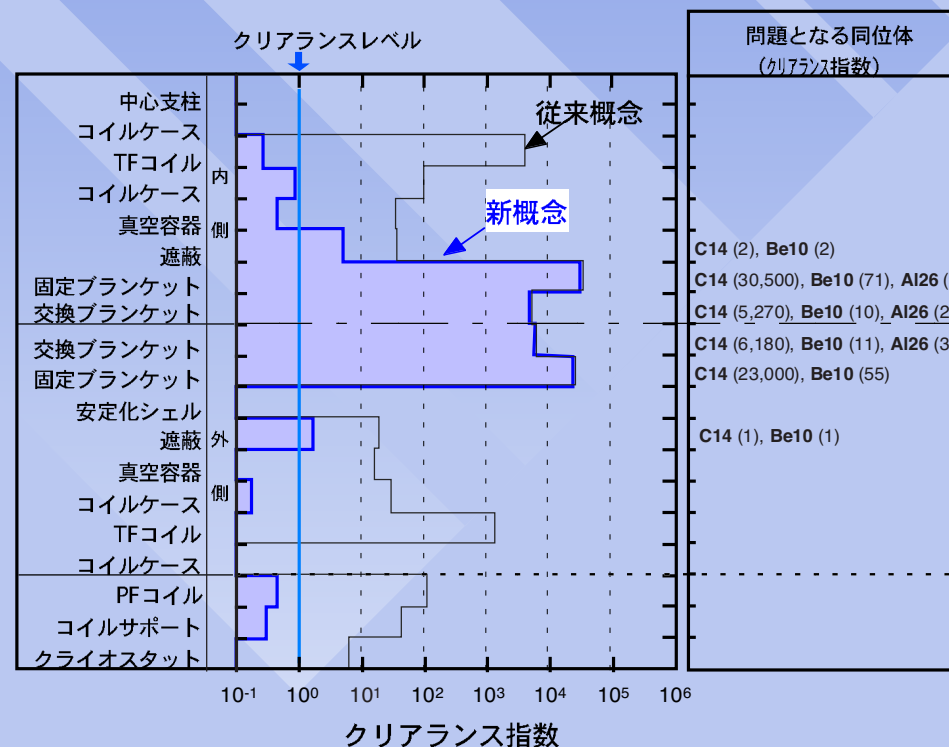 クリアランスレベル
問題となる同位体
(クリアランス指数)
中心支柱
コイルケース
TFコイル
コイルケース
真空容器
遮蔽
固定ブランケット
交換ブランケット
内
側
交換ブランケット
固定ブランケット
安定化シェル
遮蔽
真空容器
コイルケース
TFコイル
コイルケース
外
側
PFコイル
コイルサポート
クライオスタット
従来概念
新概念
C14 (2), Be10 (2)
C14 (30,500), Be10 (71), Al26 (
C14 (5,270), Be10 (10), Al26 (2
C14 (6,180), Be10 (11), Al26 (3
C14 (23,000), Be10 (55)
C14 (1), Be10 (1)
10-1 100 101 102 103 104 105 106
クリアランス指数